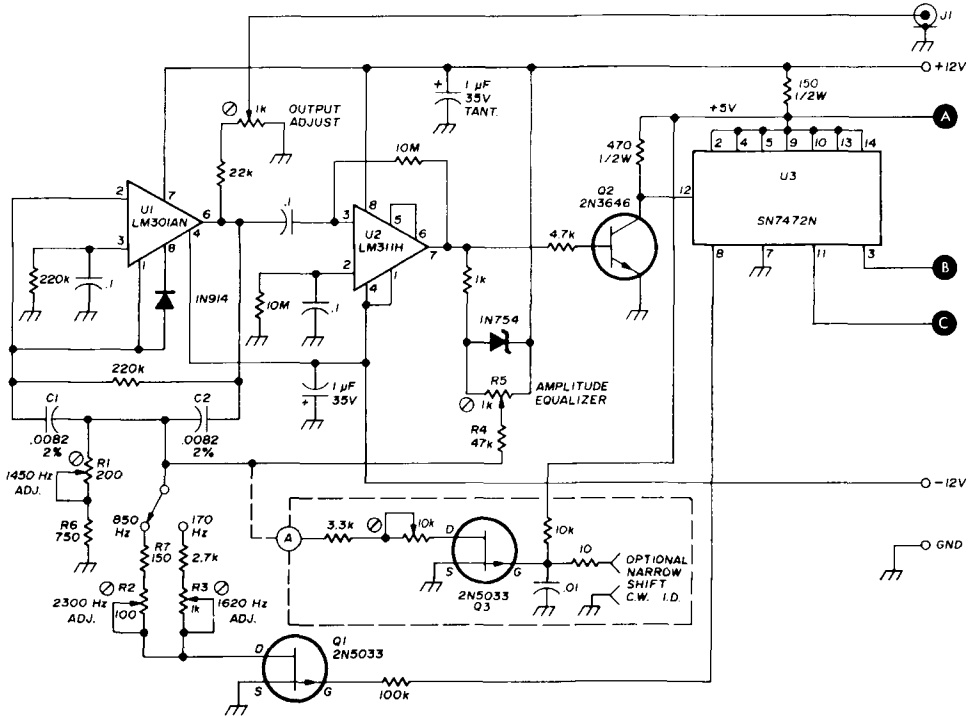 J1
+12V
+
1 µF
35V
TANT.
150
1/2W
1k
OUTPUT
ADJUST
+5V
A
10M
470
1/2W
2 4 5 9 10 13 14
22k
U3
2
7
U1
LM301AN
6
3
8
4
1
.1
3
8
5
U2
LM311H
6
7
2
1
4
Q2
2N3646
12
SN7472N
4.7k
8 7 11 3
B
220k
.1
1N914
10M
.1
1k
1N754
C
220k
1 µF
35V
+
R5
1k
AMPLITUDE
EQUALIZER
C1
.0082
2%
C2
.0082
2%
R4
47k
R1
200
1450 Hz
ADJ.
-12V
850
Hz
170
Hz
A
3.3k
10k
D
S
G
10k
10
OPTIONAL
NARROW
SHIFT
C.W. I.D.
GND
R6
750
R7
150
2.7k
2N5033
Q3
.01
R2
100
2300 Hz
ADJ.
R3
1k
1620 Hz
ADJ.
Q1
2N5033
D
S
G
100k